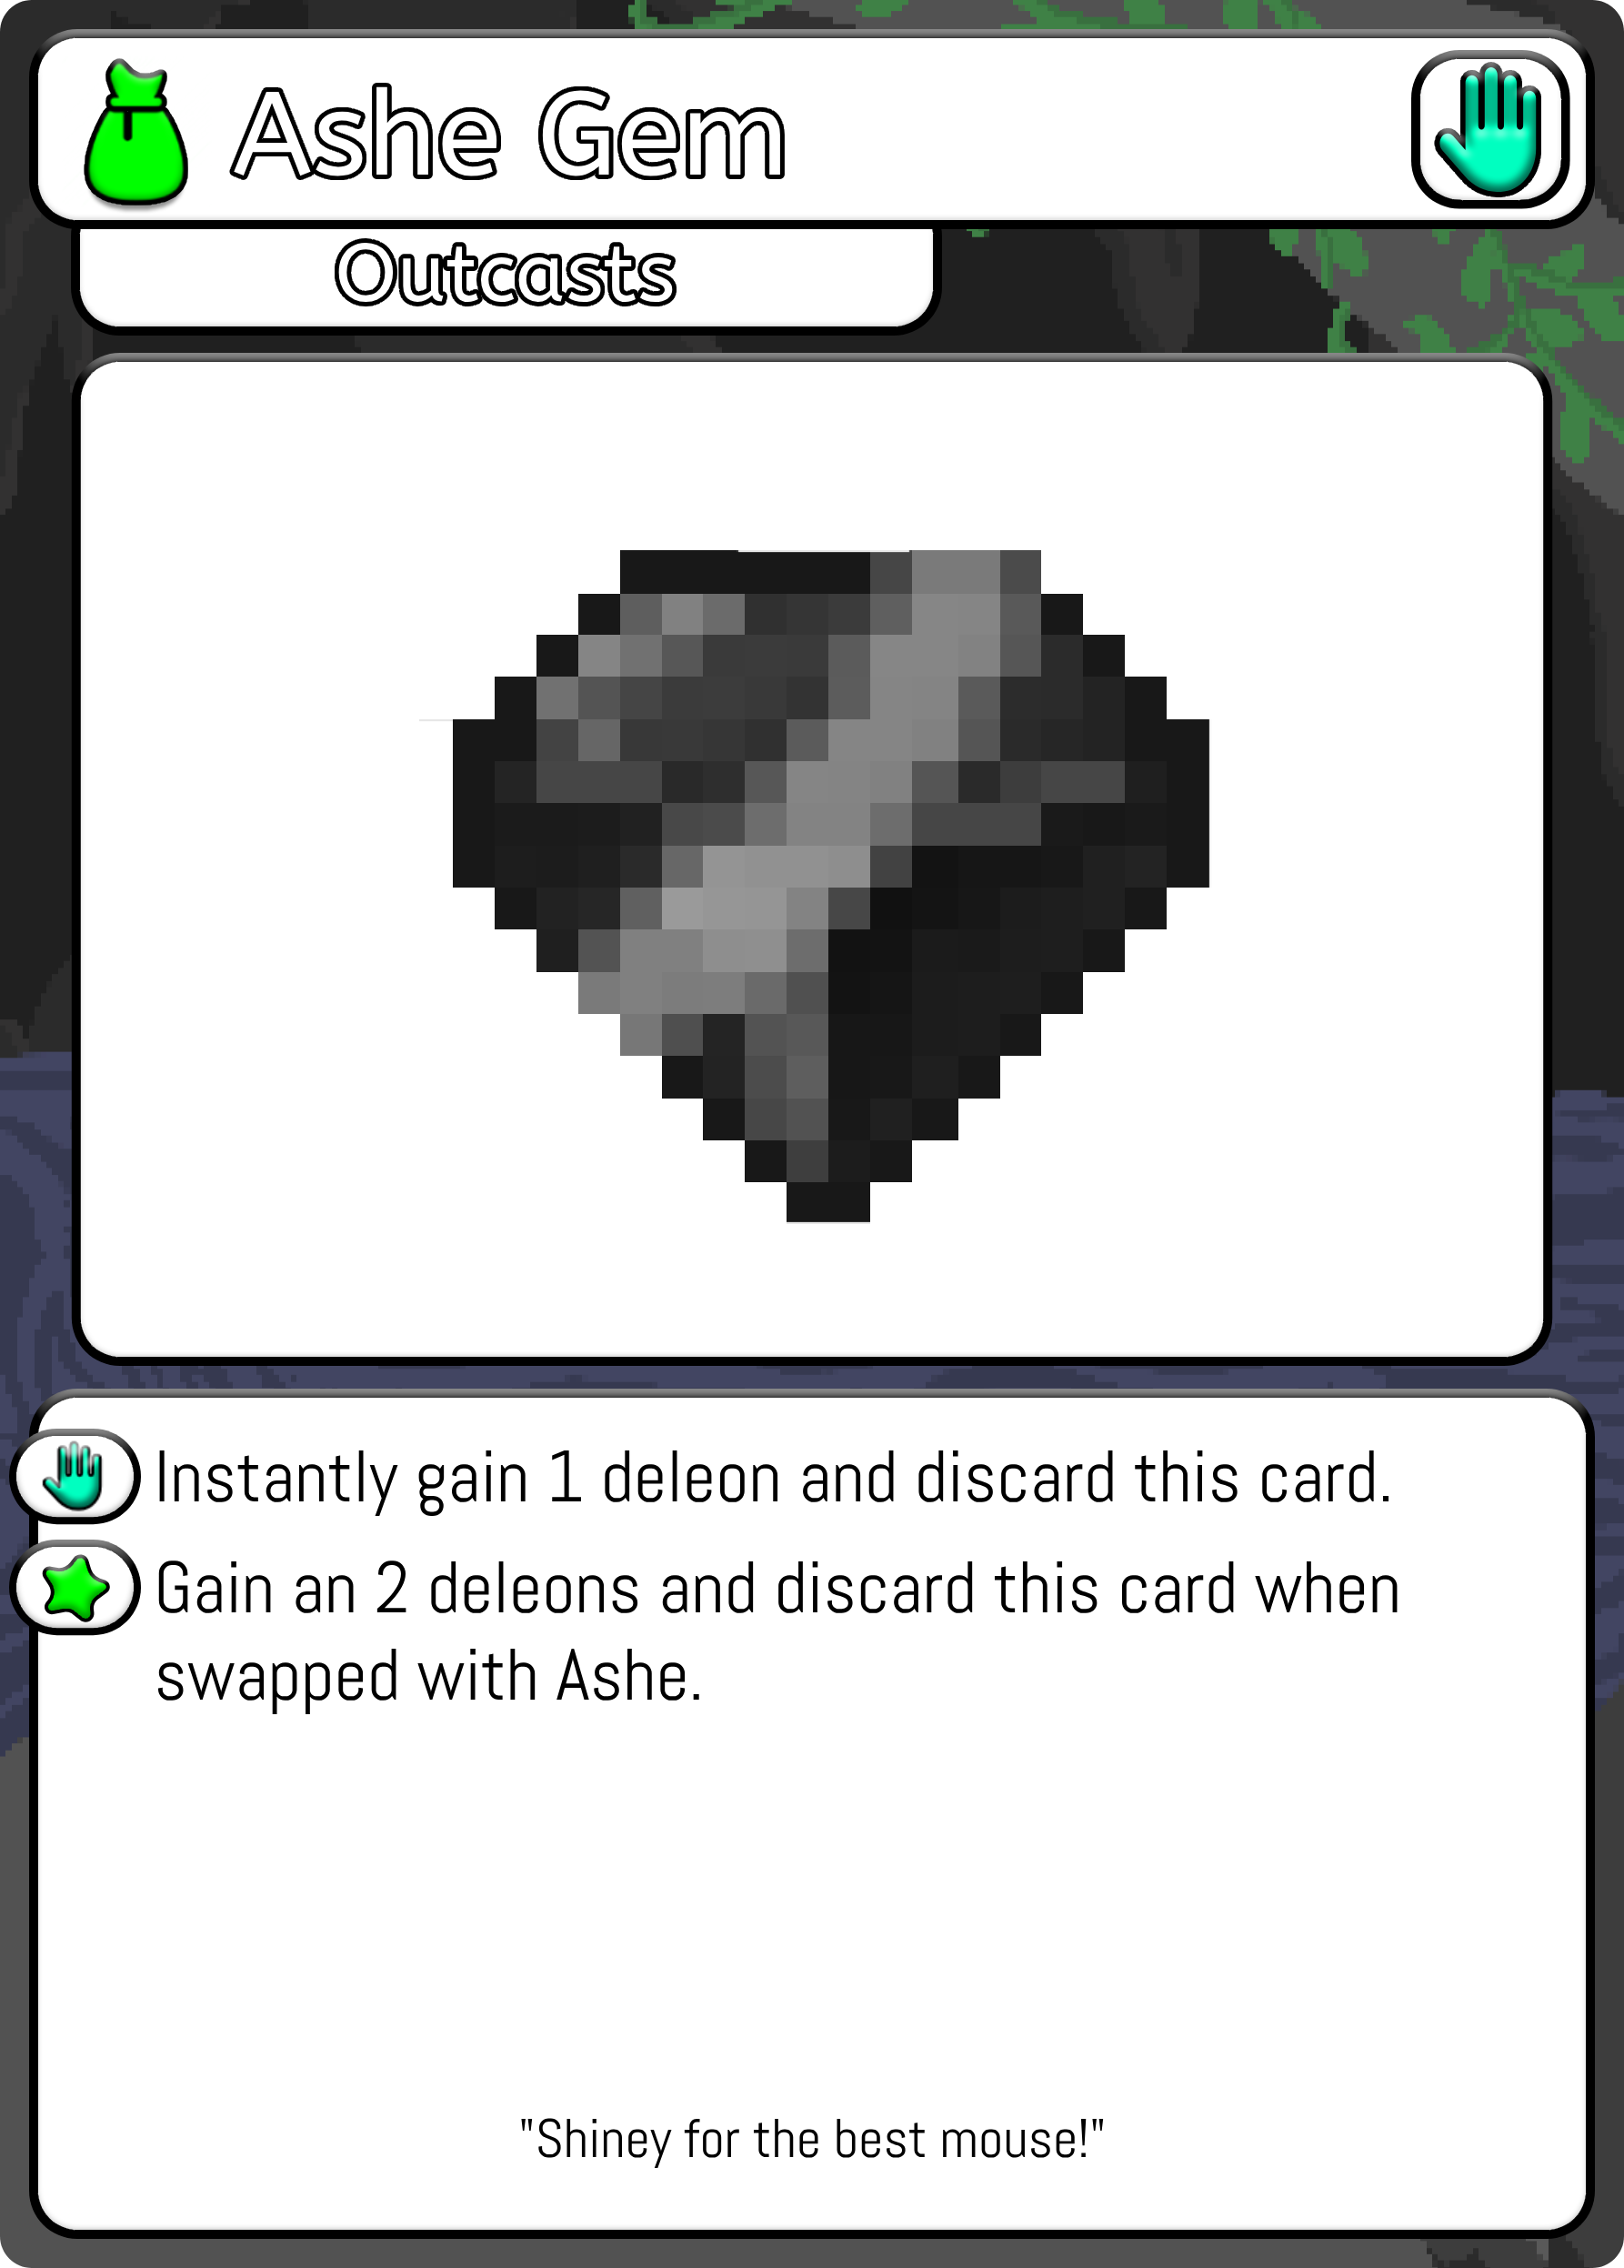 Ashe Gem
Outcasts
Instantly gain 1 deleon and discard this card.
Gain an 2 deleons and discard this card when
swapped with Ashe.
"Shiney for the best mouse!"